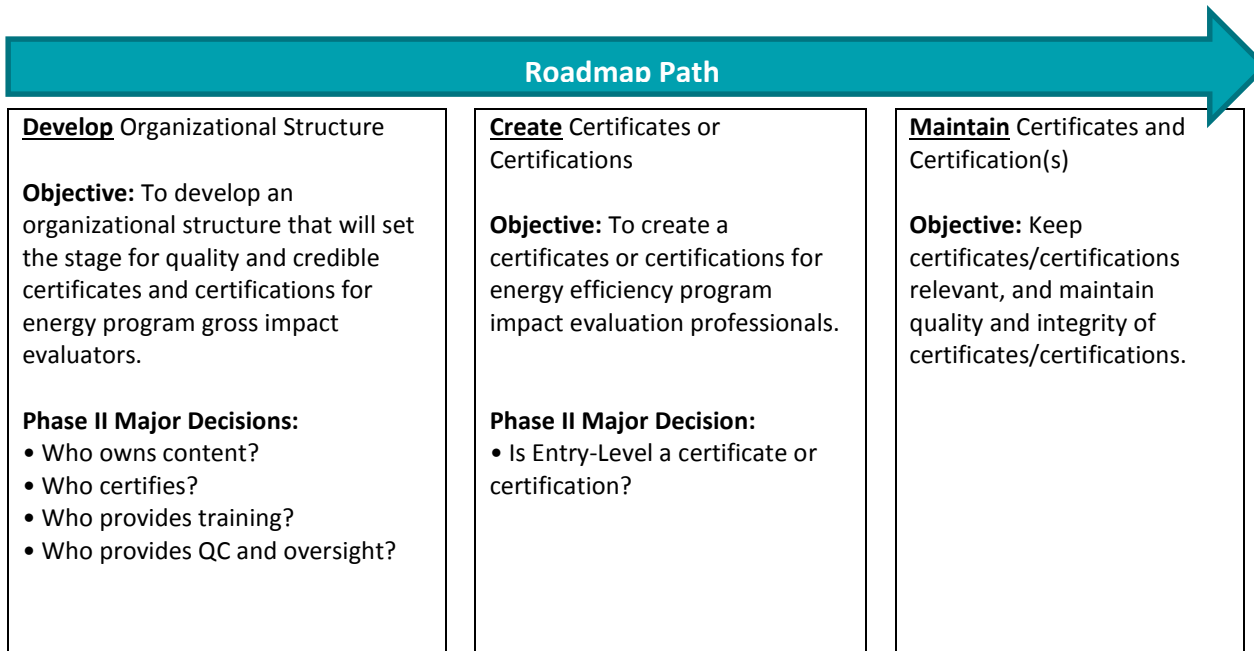 Roadmap Path
Develop Organizational Structure
Objective: To develop an
organizational structure that will set
the stage for quality and credible
certificates and certifications for
energy program gross impact
evaluators.
Phase II Major Decisions:
• Who owns content?
• Who certifies?
• Who provides training?
• Who provides QC and oversight?
Create Certificates or
Certifications
Objective: To create a
certificates or certifications for
energy efficiency program
impact evaluation professionals.
Phase II Major Decision:
• Is Entry-Level a certificate or
certification?
Maintain Certificates and
Certification(s)
Objective: Keep
certificates/certifications
relevant, and maintain
quality and integrity of
certificates/certifications.